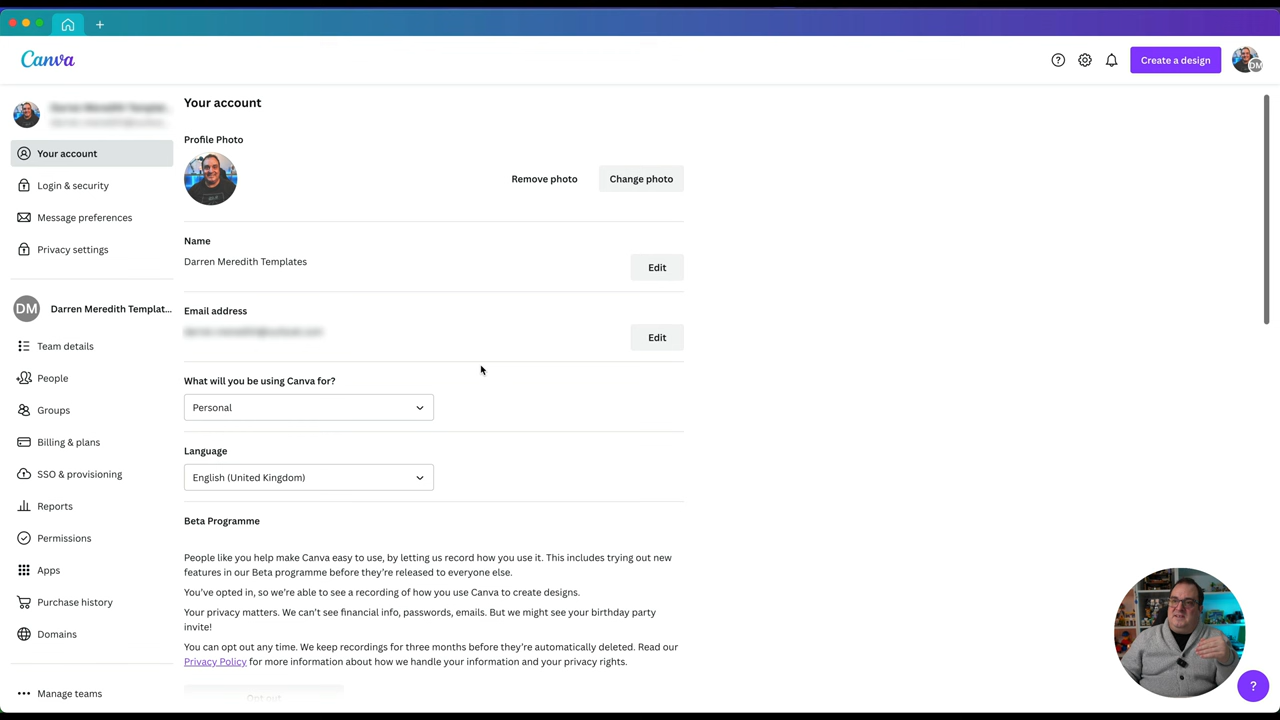 Canva
Create a design
DM
Your account
Login & security
Message preferences
Privacy settings
DM
Darren Meredith Templat...
Team details
People
Groups
Billing & plans
SSO & provisioning
Reports
Permissions
Apps
Purchase history
Domains
Manage teams
Your account
Profile Photo
Remove photo
Change photo
Name
Darren Meredith Templates
Edit
Email address
Edit
What will you be using Canva for?
Personal
Language
English (United Kingdom)
Beta Programme
People like you help make Canva easy to use, by letting us record how you use it. This includes trying out new
features in our Beta programme before they're released to everyone else.
You've opted in, so we're able to see a recording of how you use Canva to create designs.
Your privacy matters. We can't see financial info, passwords, emails. But we might see your birthday party
invite!
You can opt out any time. We keep recordings for three months before they're automatically deleted. Read our
Privacy Policy for more information about how we handle your information and your privacy rights.
Opt out
?